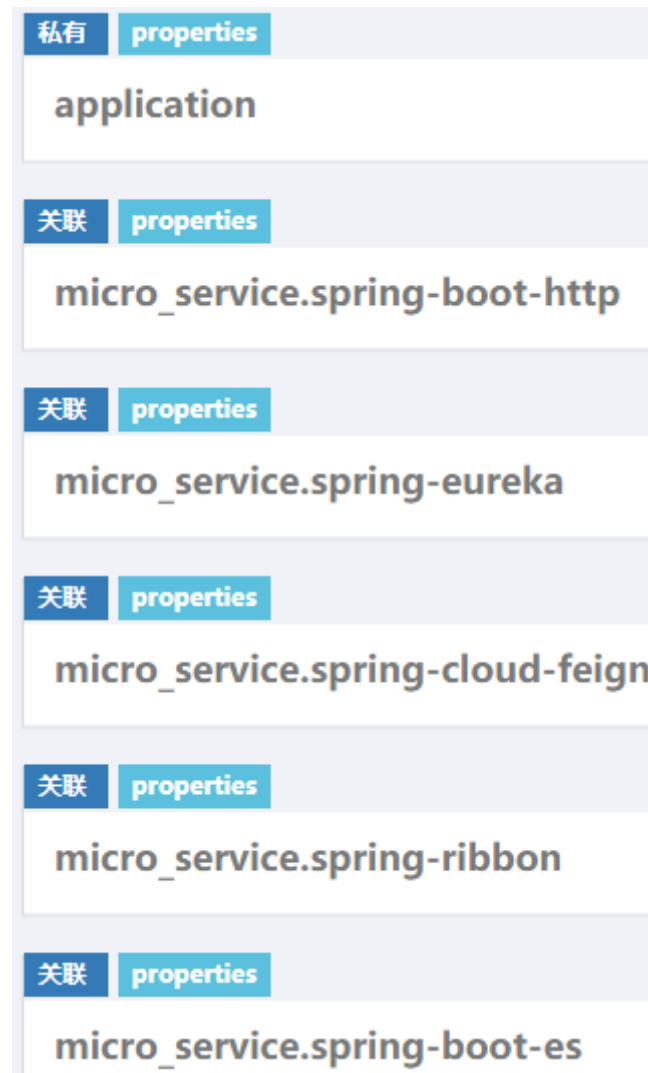 私有 properties
application
关联 properties
micro_service.spring-boot-http
关联 properties
micro_service.spring-eureka
关联 properties
micro_service.spring-cloud-feign
关联 properties
micro_service.spring-ribbon
关联 properties
micro_service.spring-boot-es